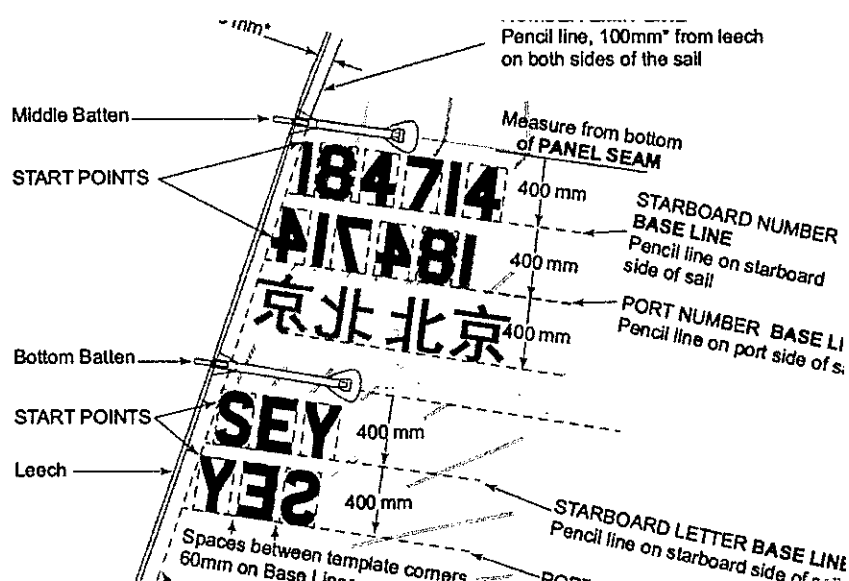 Pencil line, 100mm* from leech
on both sides of the sail
Middle Batten
Measure from bottom
of PANEL SEAM
START POINTS
184714
400 mm
STARBOARD NUMBER
BASE LINE
Pencil line on starboard
side of sail
184714
400 mm
PORT NUMBER BASE
Pencil line on port side of
北京 北京
400 mm
Bottom Batten
START POINTS
SEY
400 mm
Leech
SEY
400 mm
STARBOARD LETTER BASE LINE
Pencil line on starboard side of
Spaces between template corners
60mm on Base